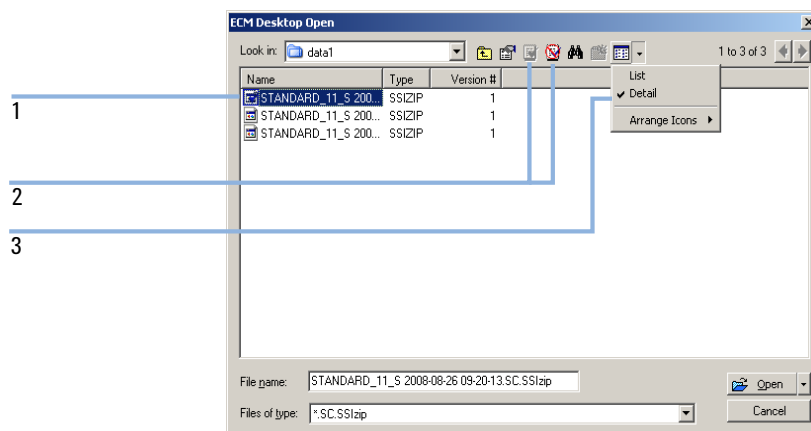 ECM Desktop Open
Look in: data1 1 to 3 of 3
Name Type Version #
STANDARD_11_S 200... SSIZIP 1
STANDARD_11_S 200... SSIZIP 1
STANDARD_11_S 200... SSIZIP 1
List
Detail
Arrange Icons
1
2
3
File name: STANDARD_11_S 2008-08-26 09-20-13.SC.SSIzip Open
Files of type: *.SC.SSIzip Cancel